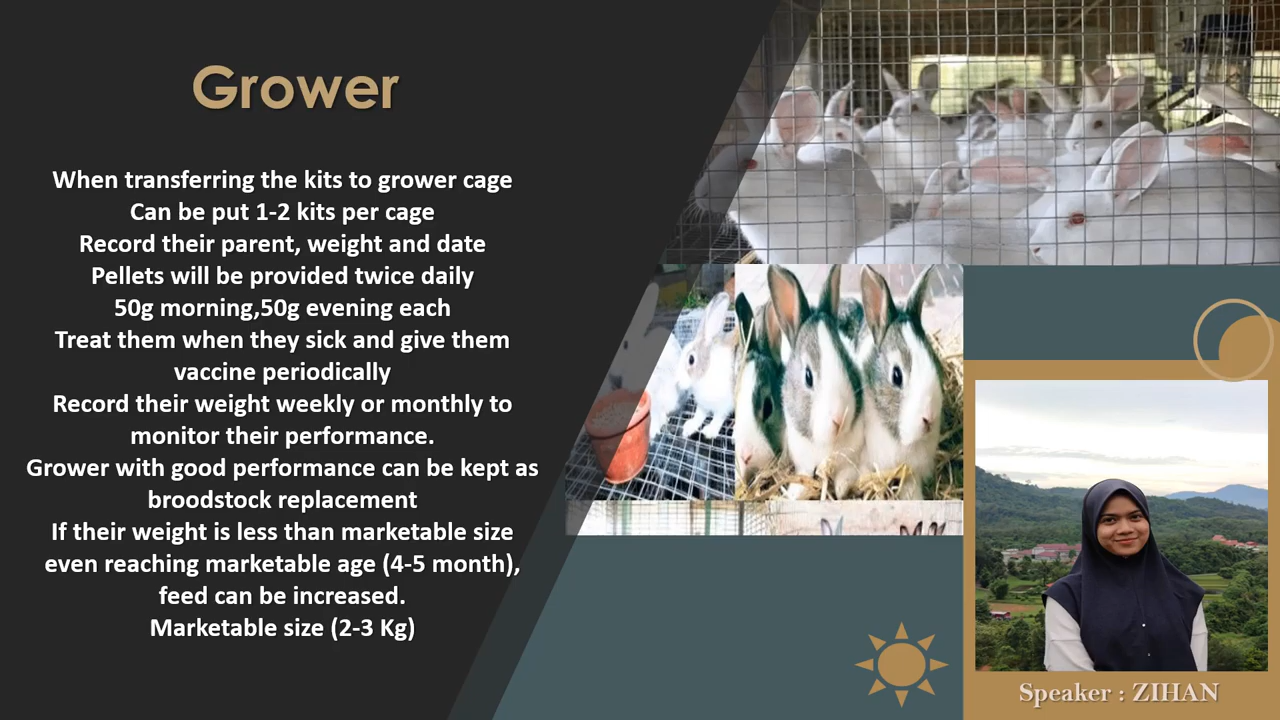 Grower
When transferring the kits to grower cage
Can be put 1-2 kits per cage
Record their parent, weight and date
Pellets will be provided twice daily
50g morning,50g evening each
Treat them when they sick and give them
vaccine periodically
Record their weight weekly or monthly to
monitor their performance.
Grower with good performance can be kept as
broodstock replacement
If their weight is less than marketable size
even reaching marketable age (4-5 month),
feed can be increased.
Marketable size (2-3 Kg)
Speaker : ZIHAN